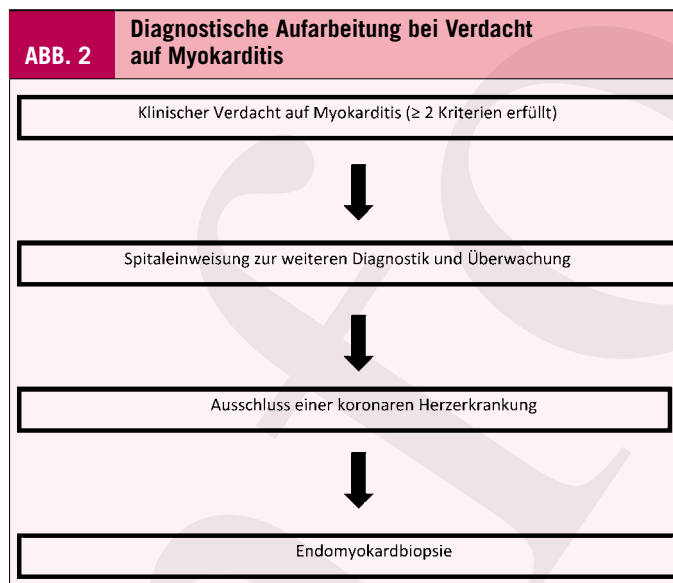 ABB. 2
Diagnostische Aufarbeitung bei Verdacht
auf Myokarditis
Klinischer Verdacht auf Myokarditis (≥ 2 Kriterien erfüllt)
Spitaleinweisung zur weiteren Diagnostik und Überwachung
Ausschluss einer koronaren Herzerkrankung
Endomyokardbiopsie